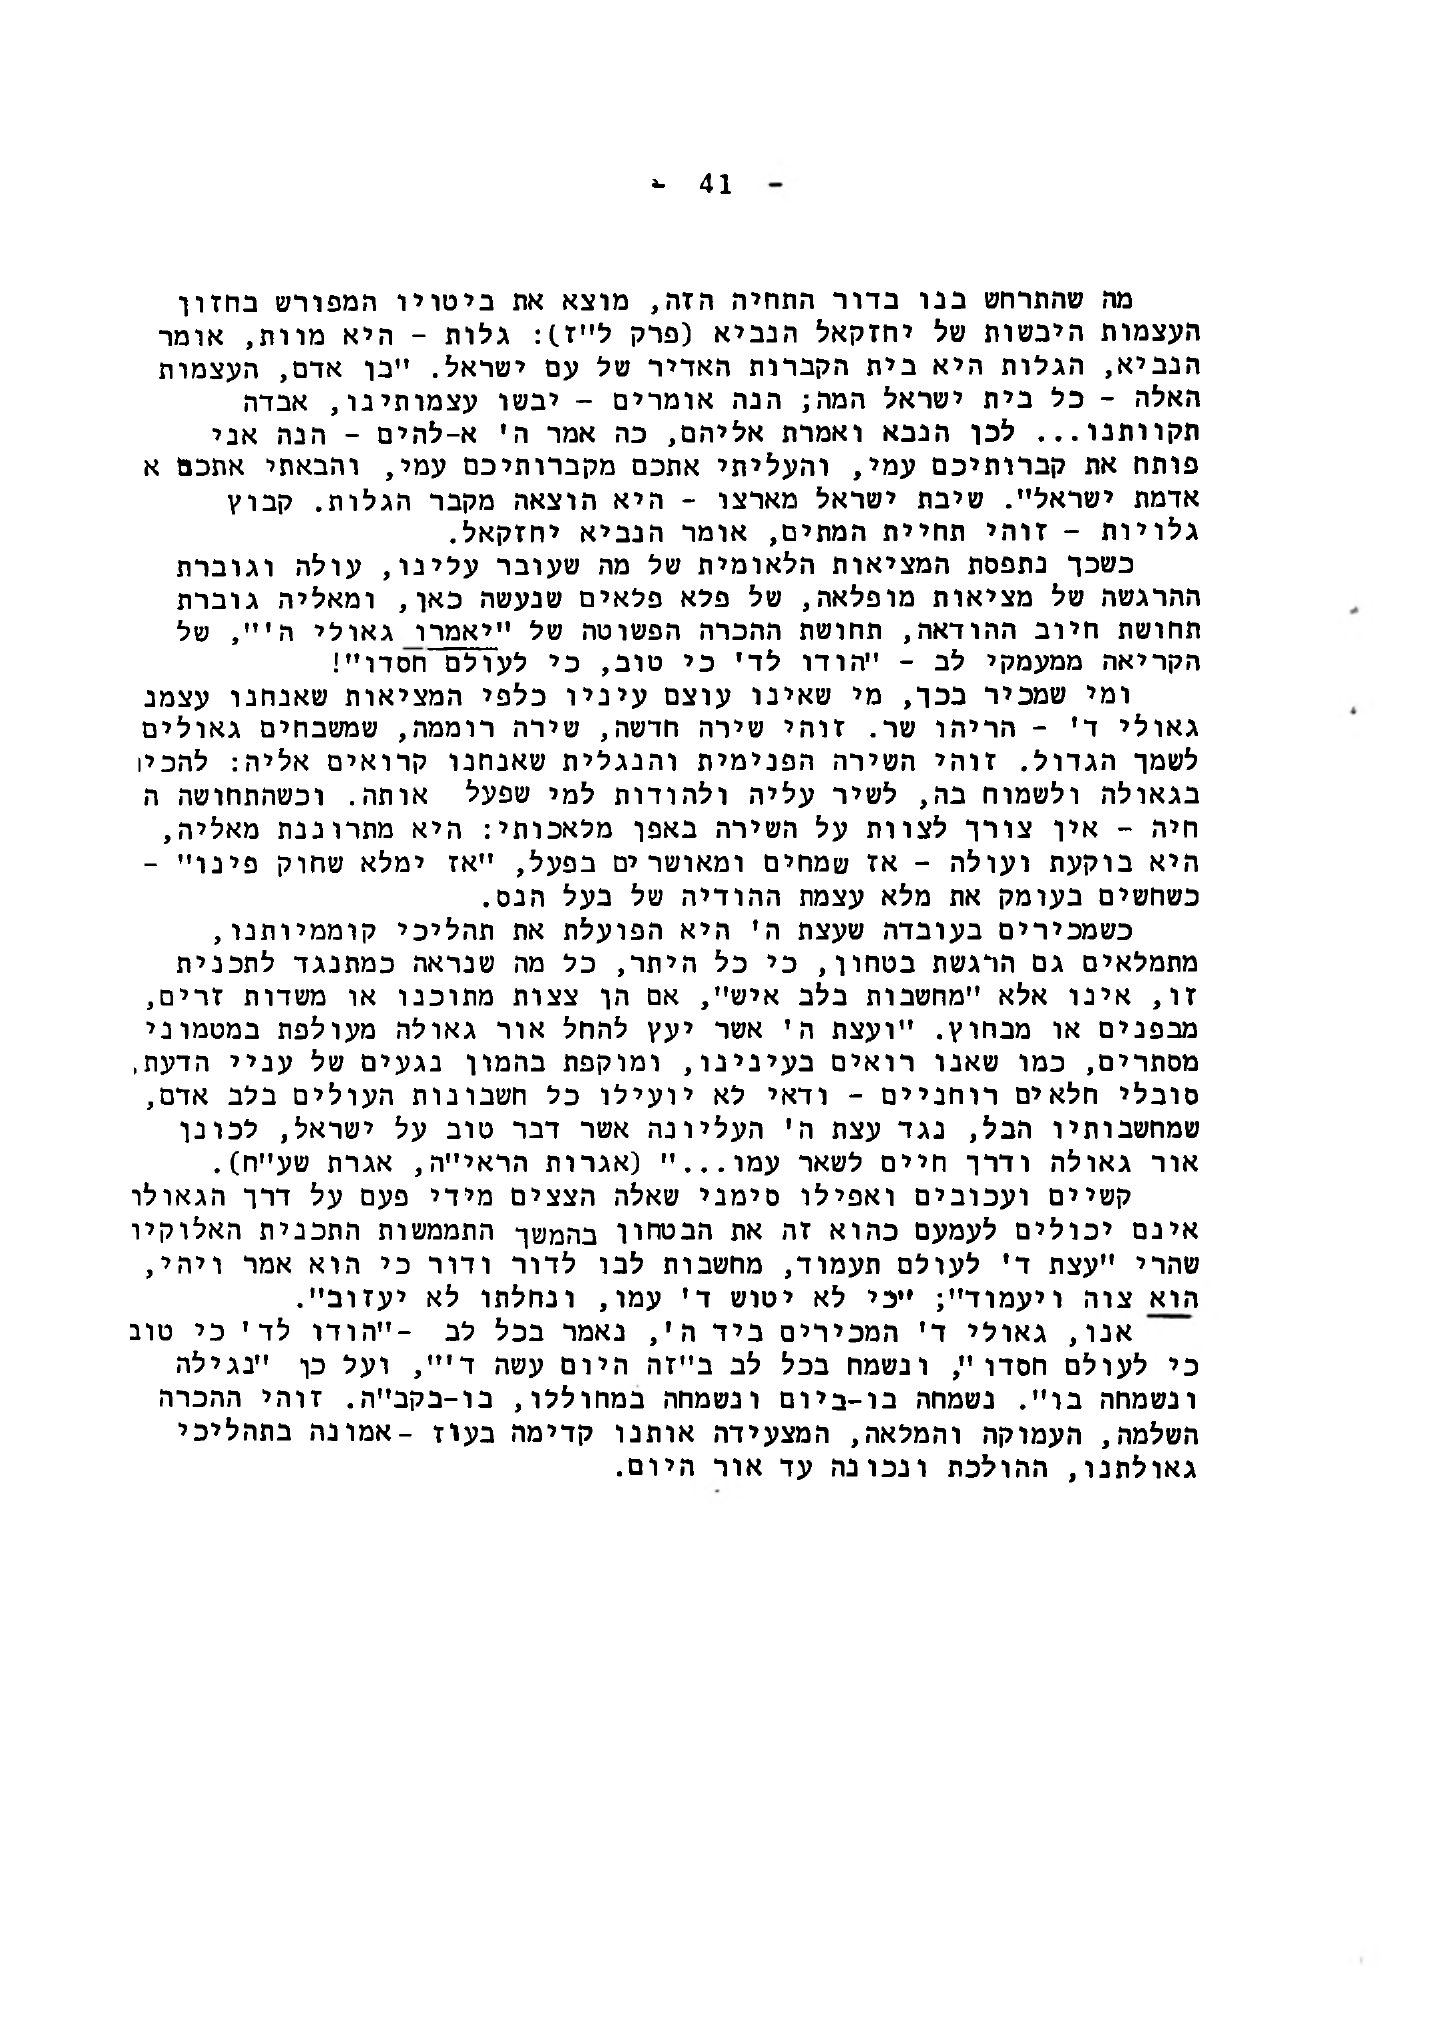 - 41 -
מה שהתרחש בנו בדור התחיה הזה, מוצא את ביטויו המפורש בחזון
העצמות היבשות של יחזקאל הנביא (פרק ל"ז): גלות - היא מוות, אומר
הנביא, הגלות היא בית הקברות האדיר של עם ישראל. "בן אדם, העצמות
האלה - כל בית ישראל המה; הנה אומרים - יבשו עצמותינו, אבדה
תקוותנו... לכן הנבא ואמרת אליהם, כה אמר ה' א-להים - הנה אני
פותח את קברותיכם עמי, והעליתי אתכם מקברותיכם עמי, והבאתי אתכם א
אדמת ישראל". שיבת ישראל מארצו - היא הוצאה מקבר הגלות. קבוץ
גלויות - זוהי תחיית המתים, אומר הנביא יחזקאל.
כשכך נתפסת המציאות הלאומית של מה שעובר עלינו, עולה וגוברת
ההרגשה של מציאות מופלאה, של פלא פלאים שנעשה כאן, ומאליה גוברת
תחושת חיוב ההודאה, תחושת ההכרה הפשוטה של "יאמרו גאולי ה'", של
הקריאה ממעמקי לב - "הודו לד' כי טוב, כי לעולם חסדו"!
ומי שמכיר בכך, מי שאינו עוצם עיניו כלפי המציאות שאנחנו עצמנ
גאולי ד' - הריהו שר. זוהי שירה חדשה, שירה רוממה, שמשבחים גאולים
לשמך הגדול. זוהי השירה הפנימית והנגלית שאנחנו קרואים אליה: להכיו
בגאולה ולשמוח בה, לשיר עליה ולהודות למי שפעל אותה. וכשהתחושה ה
חיה - אין צורך לצוות על השירה באפן מלאכותי: היא מתרוננת מאליה,
היא בוקעת ועולה - אז שמחים ומאושרים בפעל, "אז ימלא שחוק פינו" -
כשחשים בעומק את מלא עצמת ההודיה של בעל הנס.
כשמכירים בעובדה שעצת ה' היא הפועלת את תהליכי קוממיותנו,
מתמלאים גם הרגשת בטחון, כי כל היתר, כל מה שנראה כמתנגד לתכנית
זו, אינו אלא "מחשבות בלב איש", אם הן צצות מתוכנו או משדות זרים,
מבפנים או מבחוץ. "ועצת ה' אשר יעץ להחל אור גאולה מעולפת במטמוני
מסתרים, כמו שאנו רואים בעינינו, ומוקפת בהמון נגעים של עניי הדעת,
סובלי חלאים רוחניים - ודאי לא יועילו כל חשבונות העולים בלב אדם,
שמחשבותיו הבל, נגד עצת ה' העליונה אשר דבר טוב על ישראל, לכונן
אור גאולה ודרך חיים לשאר עמו..." (אגרות הראי"ה, אגרת שע"ח).
קשיים ועכובים ואפילו סימני שאלה הצצים מידי פעם על דרך הגאולו
אינם יכולים לעמעם כהוא זה את הבטחון בהמשך התממשות התכנית האלוקיו
שהרי "עצת ד' לעולם תעמוד, מחשבות לבו לדור ודור כי הוא אמר ויהי,
הוא צוה ויעמוד"; "כי לא יטוש ד' עמו, ונחלתו לא יעזוב".
אנו, גאולי ד' המכירים ביד ה', נאמר בכל לב -"הודו לד' כי טוב
כי לעולם חסדו", ונשמח בכל לב ב"זה היום עשה ד'", ועל כן "נגילה
ונשמחה בו". נשמחה בו-ביום ונשמחה במחוללו, בו-בקב"ה. זוהי ההכרה
השלמה, העמוקה והמלאה, המצעידה אותנו קדימה בעוז -אמונה בתהליכי
גאולתנו, ההולכת ונכונה עד אור היום.